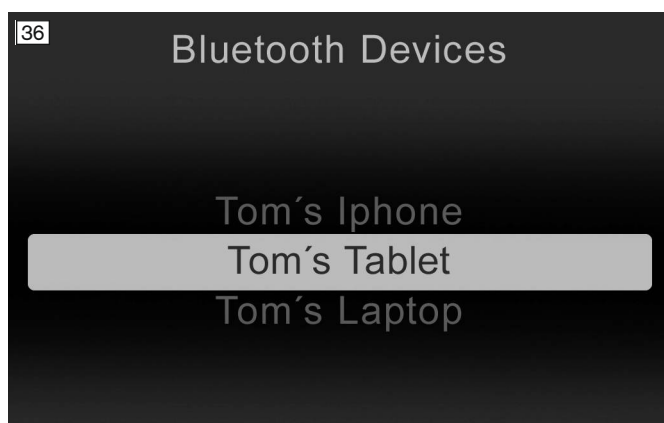 36
Bluetooth Devices
Tom´s Iphone
Tom´s Tablet
Tom´s Laptop